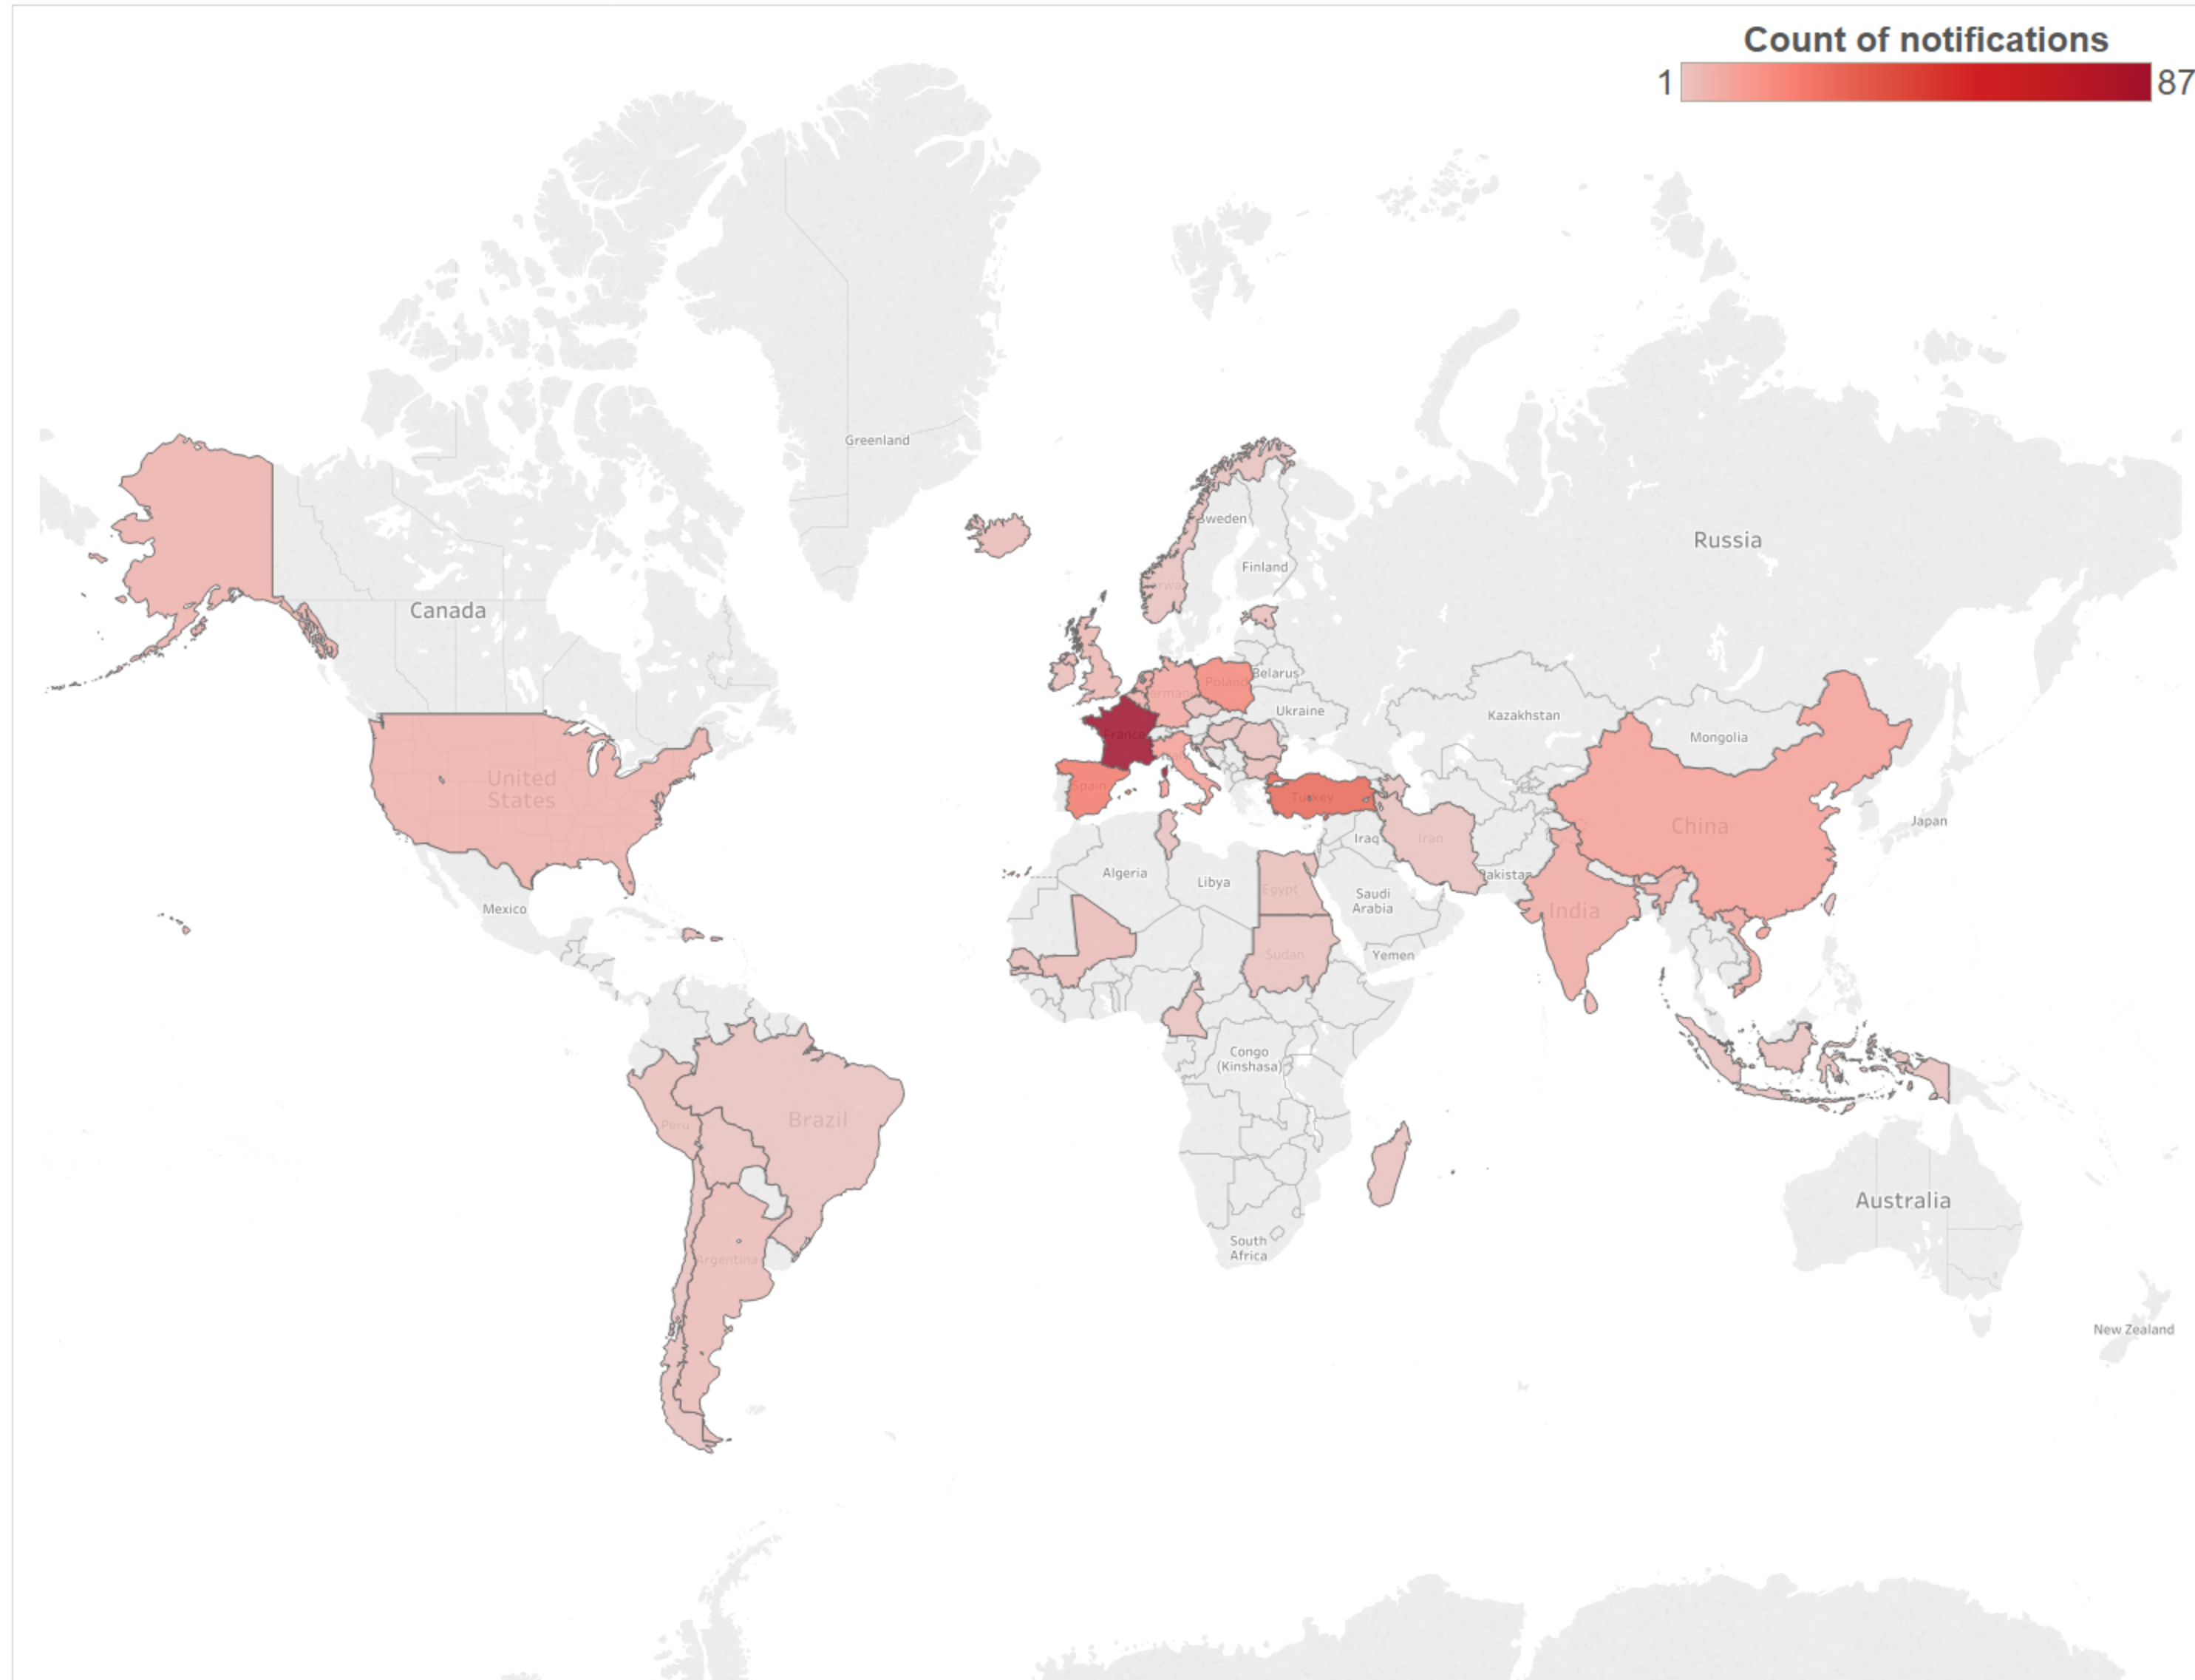 Count of notifications
1
87
Greenland
Sweden
Finland
Russia
Canada
Belarus
Poland
Germany
Ukraine
Kazakhstan
Mongolia
France
United
States
Spain
Turkey
China
Japan
Iraq
Iran
Algeria
Libya
Egypt
Pakistan
Saudi
Arabia
Mexico
India
Sudan
Yemen
Congo
(Kinshasa)
Peru
Brazil
Australia
South
Africa
Argentina
New Zealand